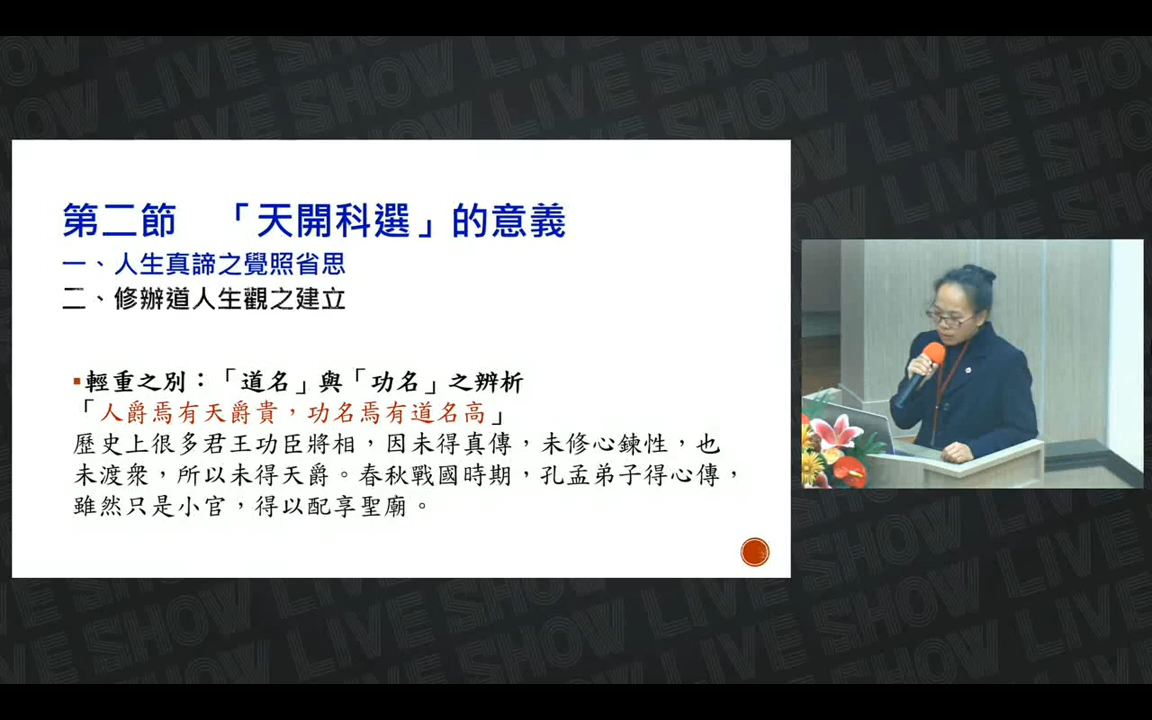 第二節 「天開科選」的意義
一、人生真諦之覺照省思
二、修辦道人生觀之建立
▪輕重之別：「道名」與「功名」之辨析
「人爵焉有天爵貴，功名焉有道名高」
歷史上很多君王功臣將相，因未得真傳，未修心鍊性，也
未渡眾，所以未得天爵。春秋戰國時期，孔孟弟子得心傳，
雖然只是小官，得以配享聖廟。
LIVE SHOW